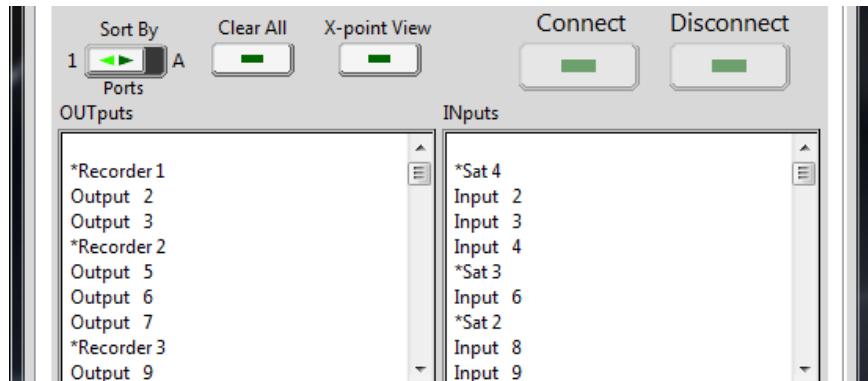 Sort By
Clear All
X-point View
Connect
Disconnect
1
A
Ports
OUTputs
INputs
*Recorder 1
Output 2
Output 3
*Recorder 2
Output 5
Output 6
Output 7
*Recorder 3
Output 9
*Sat 4
Input 2
Input 3
Input 4
*Sat 3
Input 6
*Sat 2
Input 8
Input 9